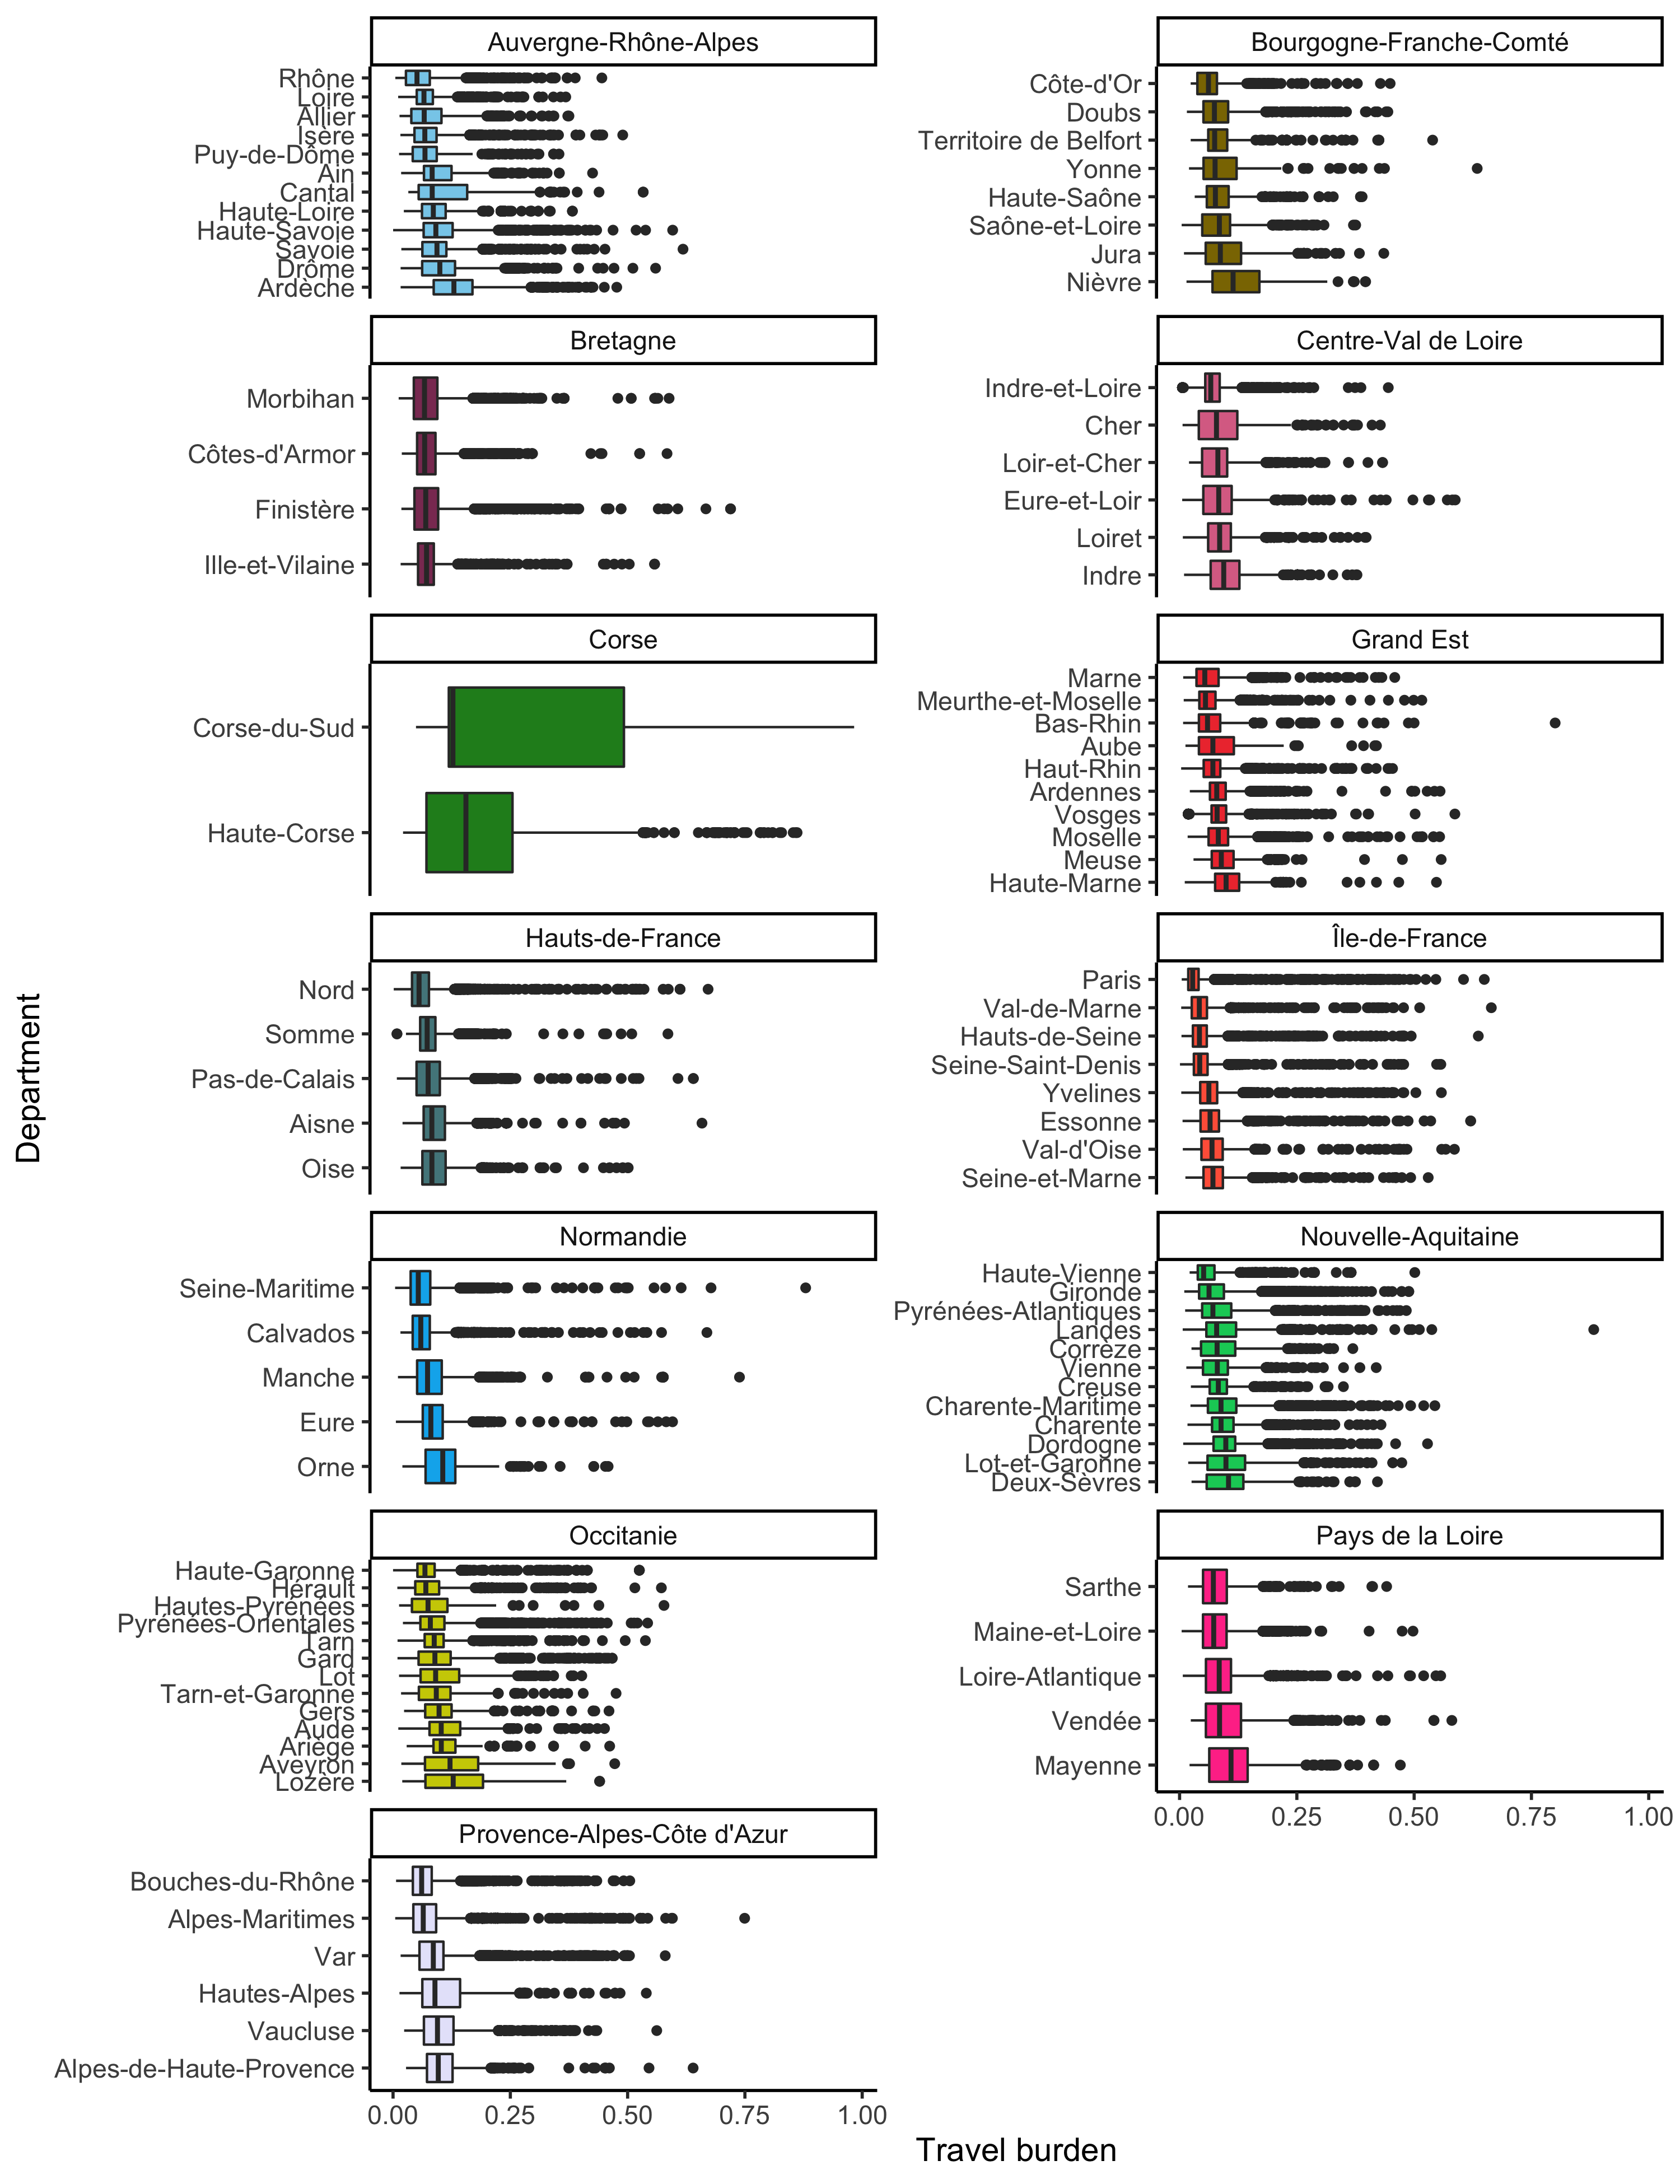 Auvergne-Rhône-Alpes
Rhône
Loire
Allier
Isère
Puy-de-Dôme
Ain
Cantal
Haute-Loire
Haute-Savoie
Savoie
Drôme
Ardèche
Bourgogne-Franche-Comté
Côte-d'Or
Doubs
Territoire de Belfort
Yonne
Haute-Saône
Saône-et-Loire
Jura
Nièvre
Bretagne
Morbihan
Côtes-d'Armor
Finistère
Ille-et-Vilaine
Centre-Val de Loire
Indre-et-Loire
Cher
Loir-et-Cher
Eure-et-Loir
Loiret
Indre
Corse
Corse-du-Sud
Haute-Corse
Grand Est
Marne
Meurthe-et-Moselle
Bas-Rhin
Aube
Haut-Rhin
Ardennes
Vosges
Moselle
Meuse
Haute-Marne
Hauts-de-France
Nord
Somme
Pas-de-Calais
Aisne
Oise
Île-de-France
Paris
Val-de-Marne
Hauts-de-Seine
Seine-Saint-Denis
Yvelines
Essonne
Val-d'Oise
Seine-et-Marne
Normandie
Seine-Maritime
Calvados
Manche
Eure
Orne
Nouvelle-Aquitaine
Haute-Vienne
Gironde
Pyrénées-Atlantiques
Landes
Corrèze
Vienne
Creuse
Charente-Maritime
Charente
Dordogne
Lot-et-Garonne
Deux-Sèvres
Occitanie
Haute-Garonne
Hérault
Hautes-Pyrénées
Pyrénées-Orientales
Tarn
Gard
Lot
Tarn-et-Garonne
Gers
Aude
Ariège
Aveyron
Lozère
Pays de la Loire
Sarthe
Maine-et-Loire
Loire-Atlantique
Vendée
Mayenne
0.00 0.25 0.50 0.75 1.00
Provence-Alpes-Côte d'Azur
Bouches-du-Rhône
Alpes-Maritimes
Var
Hautes-Alpes
Vaucluse
Alpes-de-Haute-Provence
0.00 0.25 0.50 0.75 1.00
Department
Travel burden